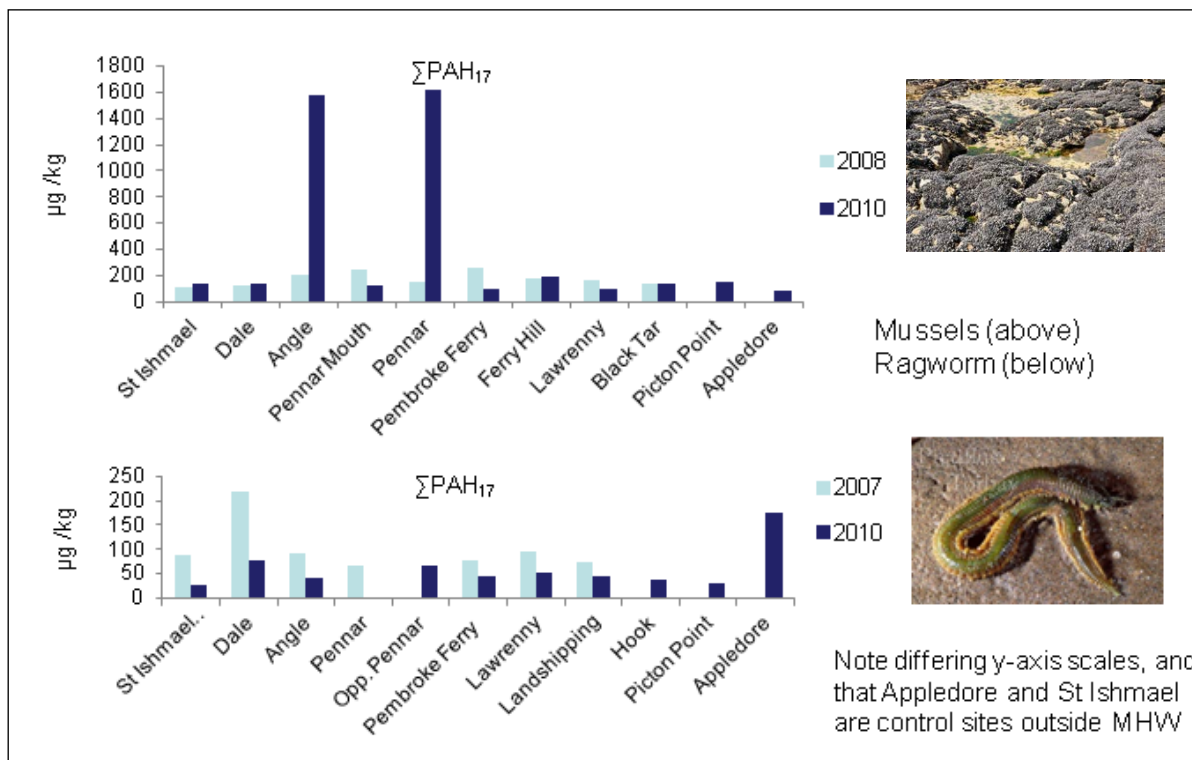 ∑PAH₁₇
1800
1600
1400
1200
1000
800
600
400
200
0
µg /kg
2008
2010
St Ishmael
Dale
Angle
Pennar Mouth
Pennar
Pembroke Ferry
Ferry Hill
Lawrenny
Black Tar
Picton Point
Appledore
Mussels (above)
Ragworm (below)
∑PAH₁₇
250
200
150
100
50
0
µg /kg
2007
2010
St Ishmael..
Dale
Angle
Pennar
Opp. Pennar
Pembroke Ferry
Lawrenny
Landshipping
Hook
Picton Point
Appledore
Note differing y-axis scales, and
that Appledore and St Ishmael
are control sites outside MHW